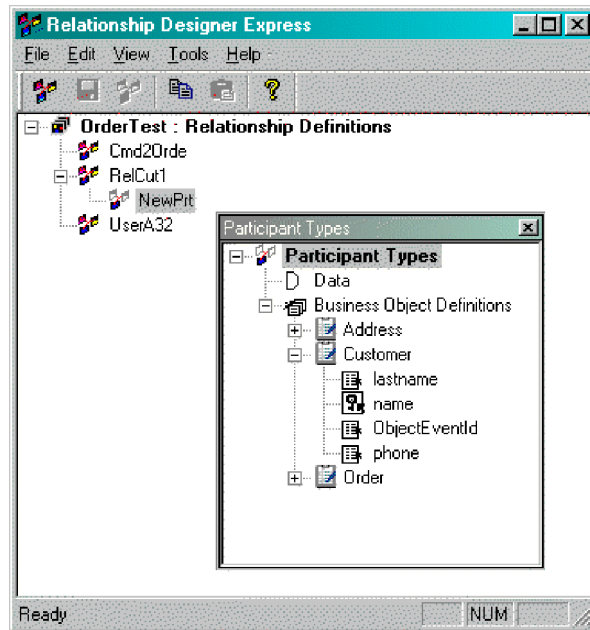 Relationship Designer Express
File Edit View Tools Help
OrderTest : Relationship Definitions
Cmd2Orde
RelCut1
NewPrt
UserA32
Participant Types
Participant Types
Data
Business Object Definitions
Address
Customer
lastname
name
ObjectEventId
phone
Order
Ready NUM